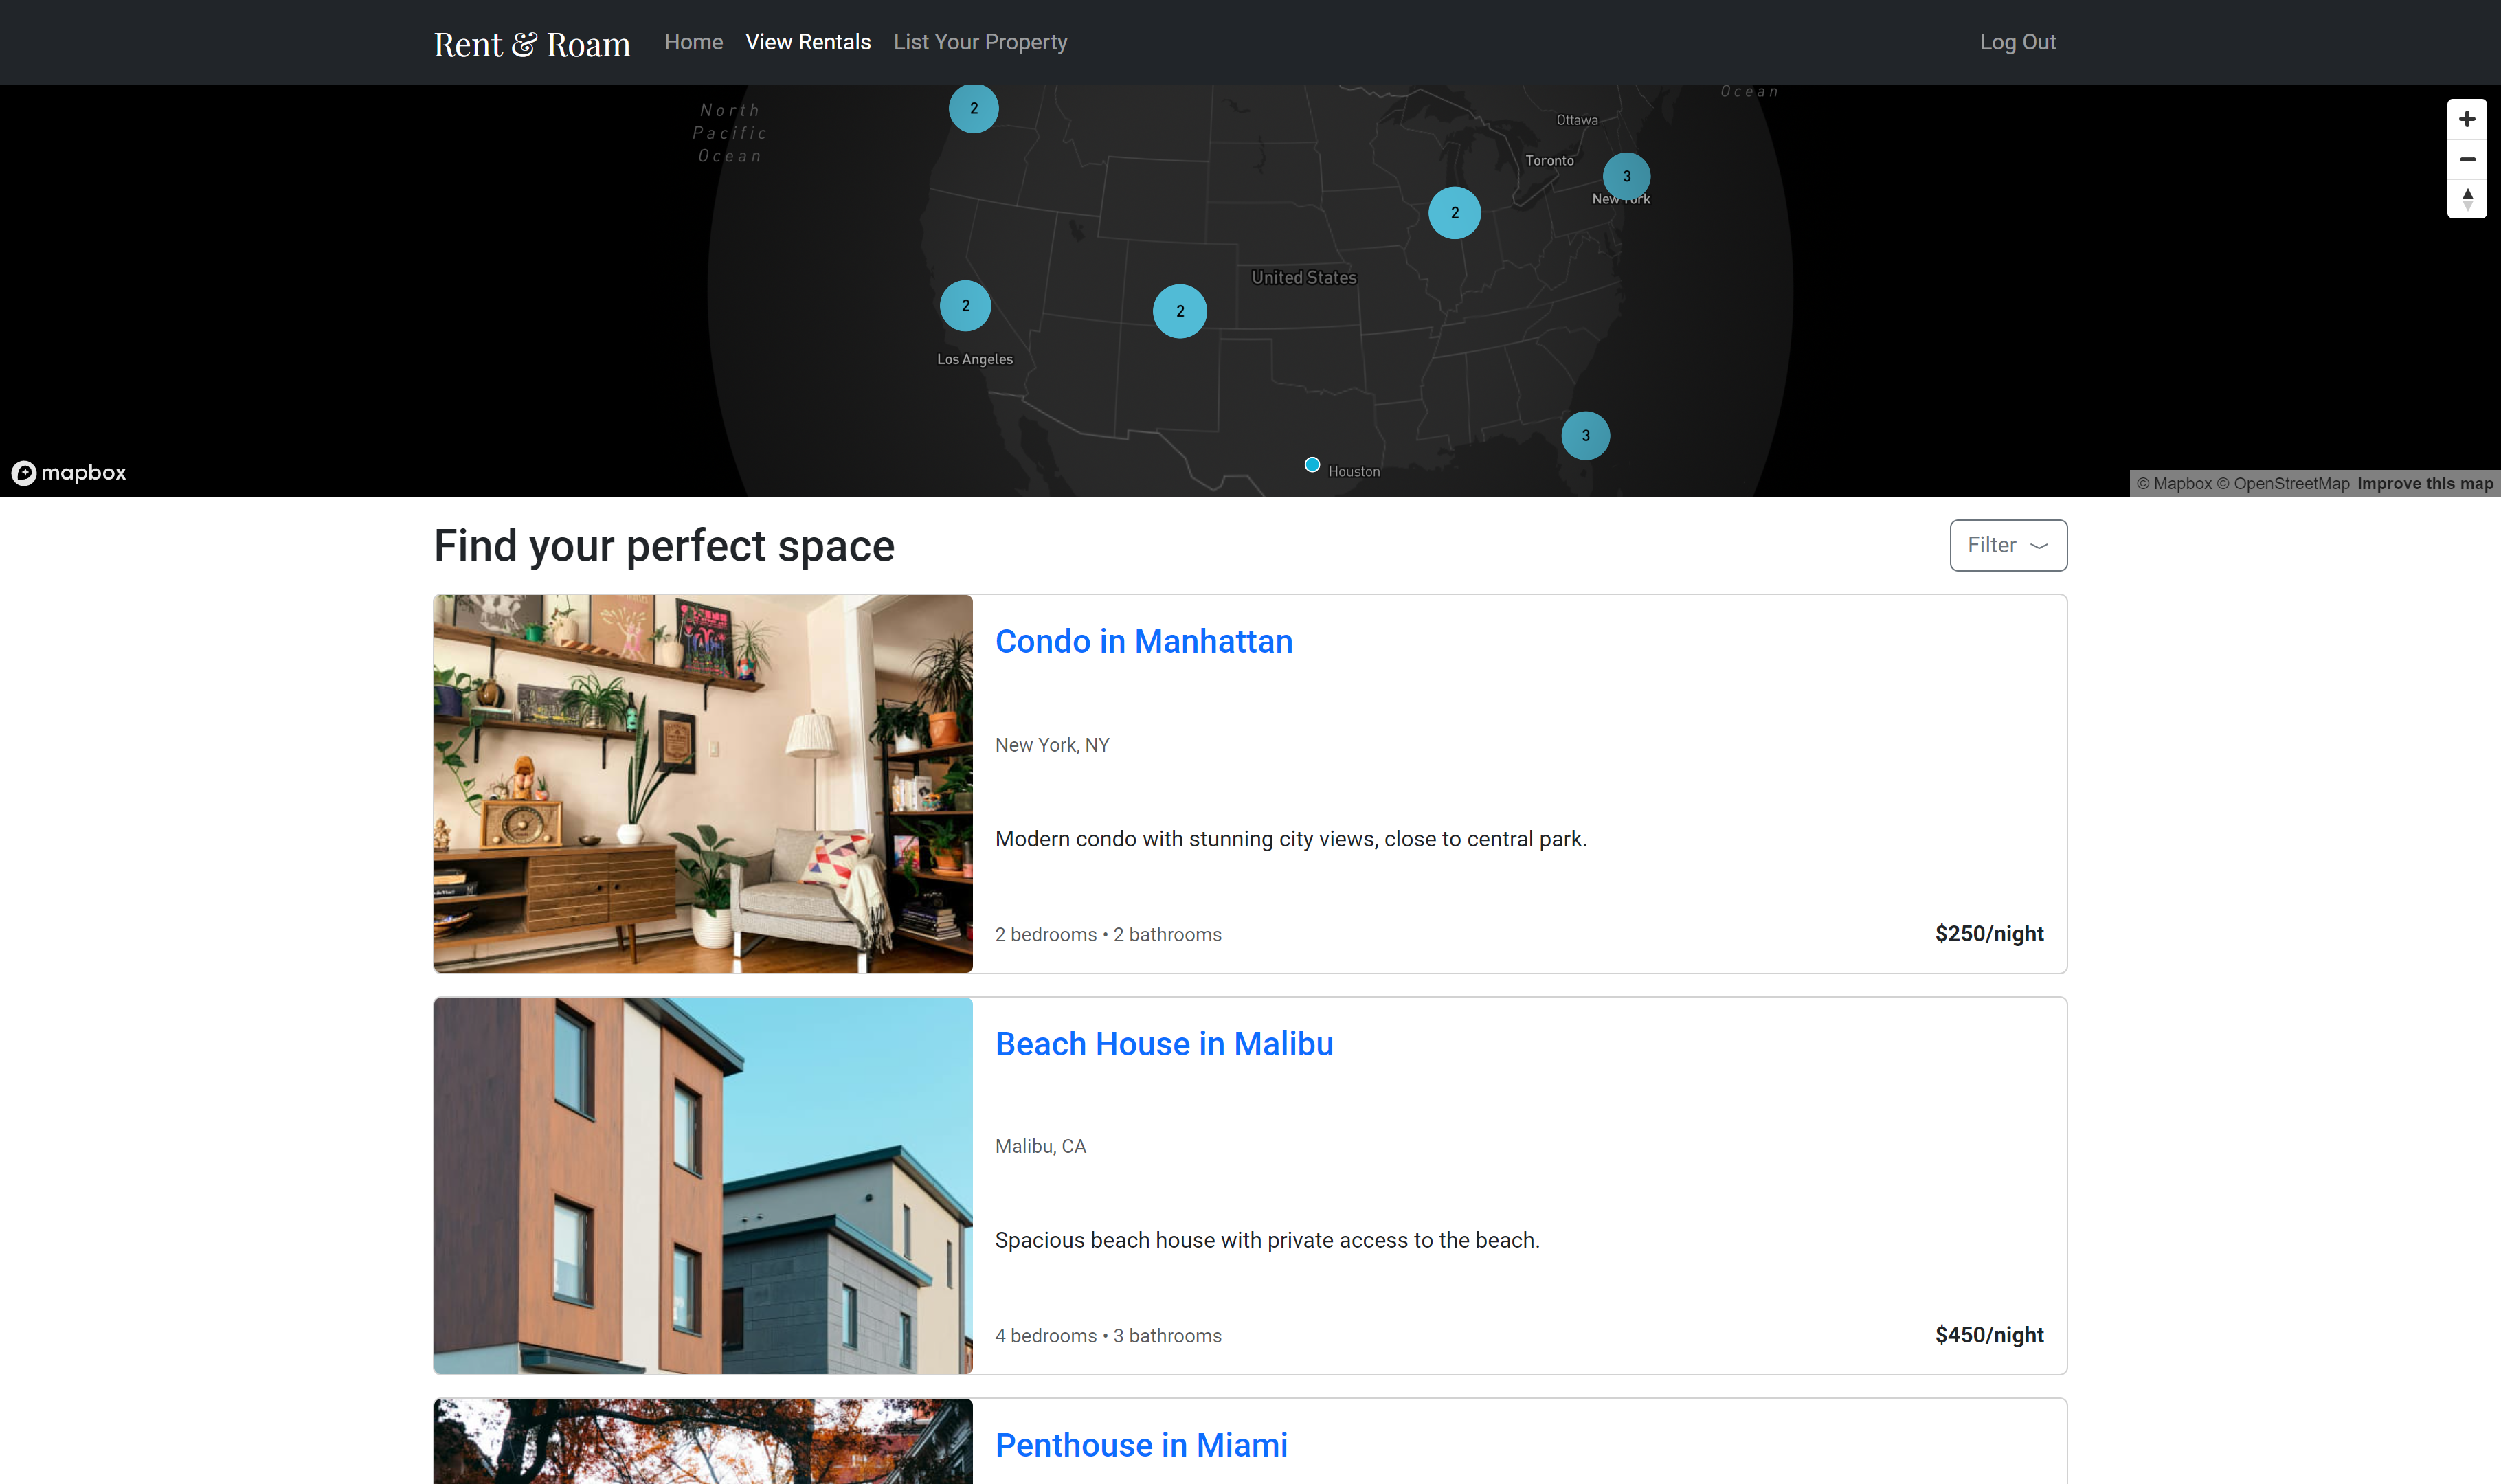 Rent & Roam Home View Rentals List Your Property Log Out
North
Pacific
Ocean
Ocean
2
Ottawa
Toronto
3
New York
2
United States
2
2
Los Angeles
3
Houston
mapbox
© Mapbox © OpenStreetMap Improve this map
Find your perfect space
Filter
Condo in Manhattan
New York, NY
Modern condo with stunning city views, close to central park.
2 bedrooms • 2 bathrooms
$250/night
Beach House in Malibu
Malibu, CA
Spacious beach house with private access to the beach.
4 bedrooms • 3 bathrooms
$450/night
Penthouse in Miami